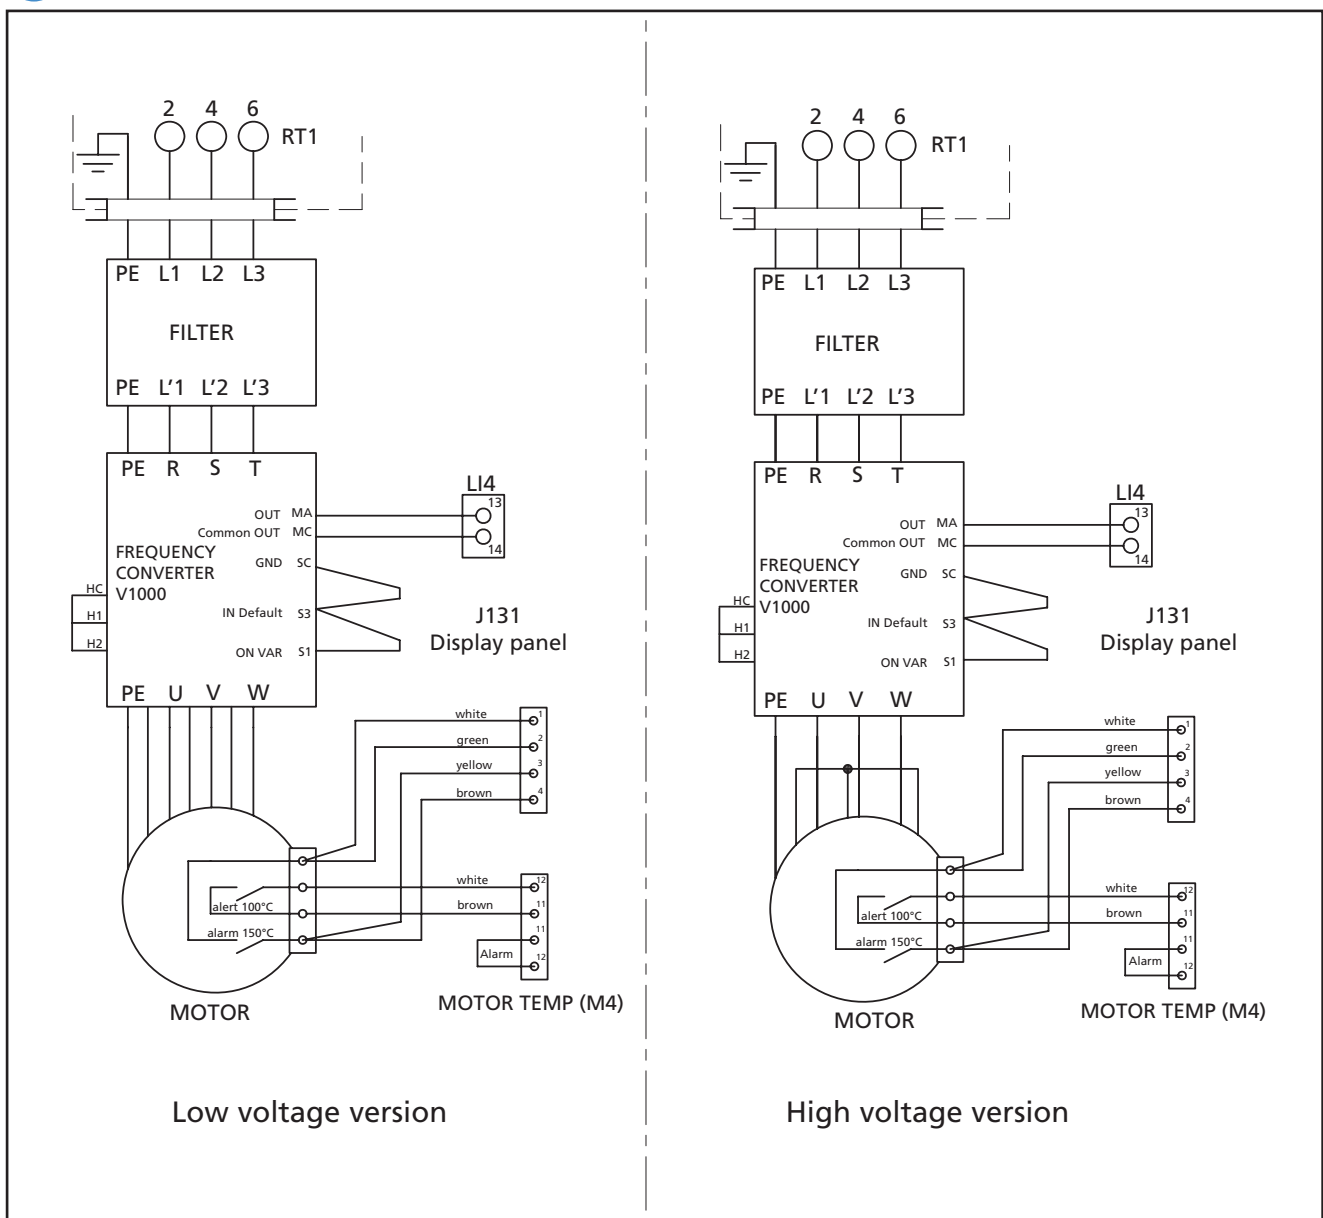 2 4 6
RT1
PE L1 L2 L3
FILTER
PE L'1 L'2 L'3
PE R S T
LI4
13
14
OUT MA
Common OUT MC
GND SC
FREQUENCY
CONVERTER
V1000
HC
H1
H2
IN Default S3
ON VAR S1
J131
Display panel
PE U V W
white 1
green 2
yellow 3
brown 4
white 12
brown 11
11
12
Alarm
alert 100°C
alarm 150°C
MOTOR
MOTOR TEMP (M4)
Low voltage version
2 4 6
RT1
PE L1 L2 L3
FILTER
PE L'1 L'2 L'3
PE R S T
LI4
13
14
OUT MA
Common OUT MC
GND SC
FREQUENCY
CONVERTER
V1000
HC
H1
H2
IN Default S3
ON VAR S1
J131
Display panel
PE U V W
white 1
green 2
yellow 3
brown 4
white 12
brown 11
11
12
Alarm
alert 100°C
alarm 150°C
MOTOR
MOTOR TEMP (M4)
High voltage version